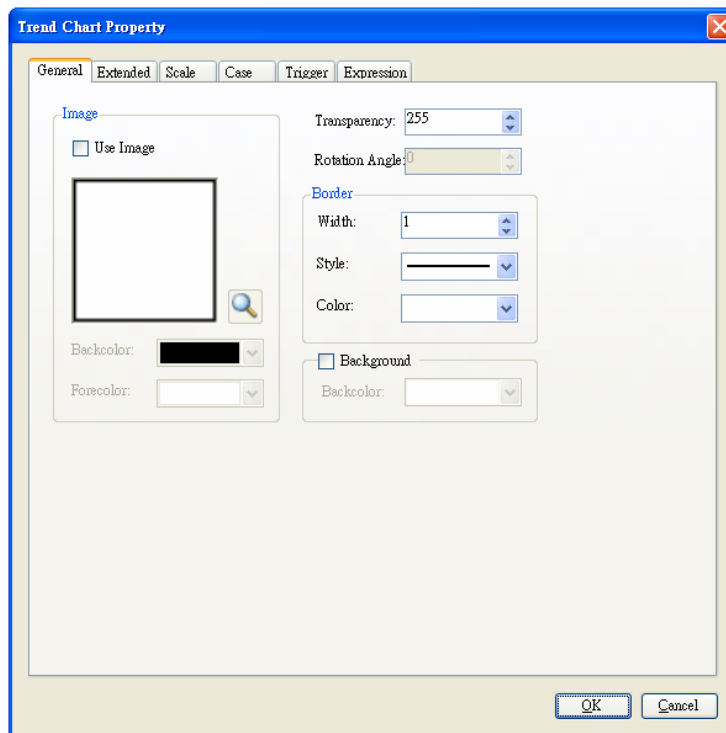 Trend Chart Property
General Extended Scale Case Trigger Expression
Image
Use Image
Backcolor:
Forecolor:
Transparency: 255
Rotation Angle: 0
Border
Width: 1
Style:
Color:
Background
Backcolor:
OK Cancel